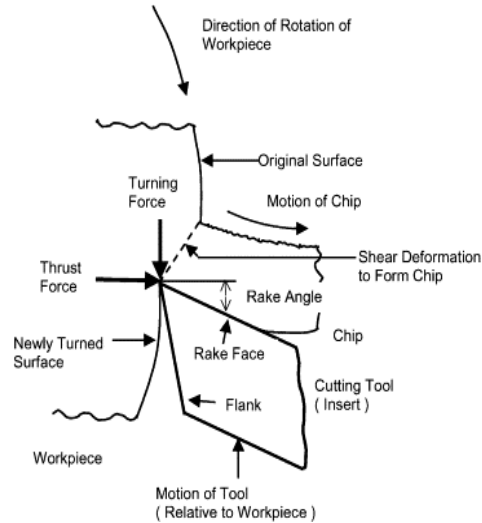 Direction of Rotation of
Workpiece
Original Surface
Turning
Force
Motion of Chip
Shear Deformation
to Form Chip
Thrust
Force
Rake Angle
Chip
Rake Face
Newly Turned
Surface
Cutting Tool
( Insert )
Flank
Workpiece
Motion of Tool
( Relative to Workpiece )